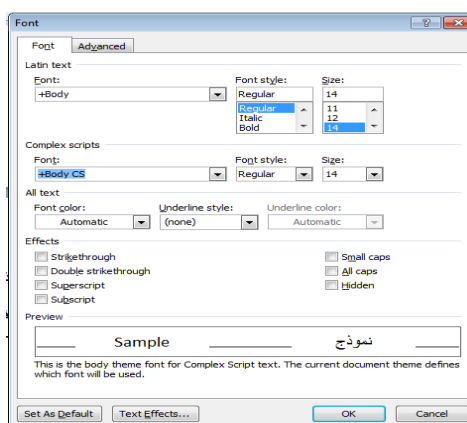 Font
Font Advanced
Latin text
Font: Font style: Size:
+Body Regular 14
Regular 11
Italic 12
Bold 14
Complex scripts
Font: Font style: Size:
+Body CS Regular 14
All text
Font color: Underline style: Underline color:
Automatic (none) Automatic
Effects
Strikethrough Small caps
Double strikethrough All caps
Superscript Hidden
Subscript
Preview
Sample نموذج
This is the body theme font for Complex Script text. The current document theme defines
which font will be used.
Set As Default Text Effects... OK Cancel